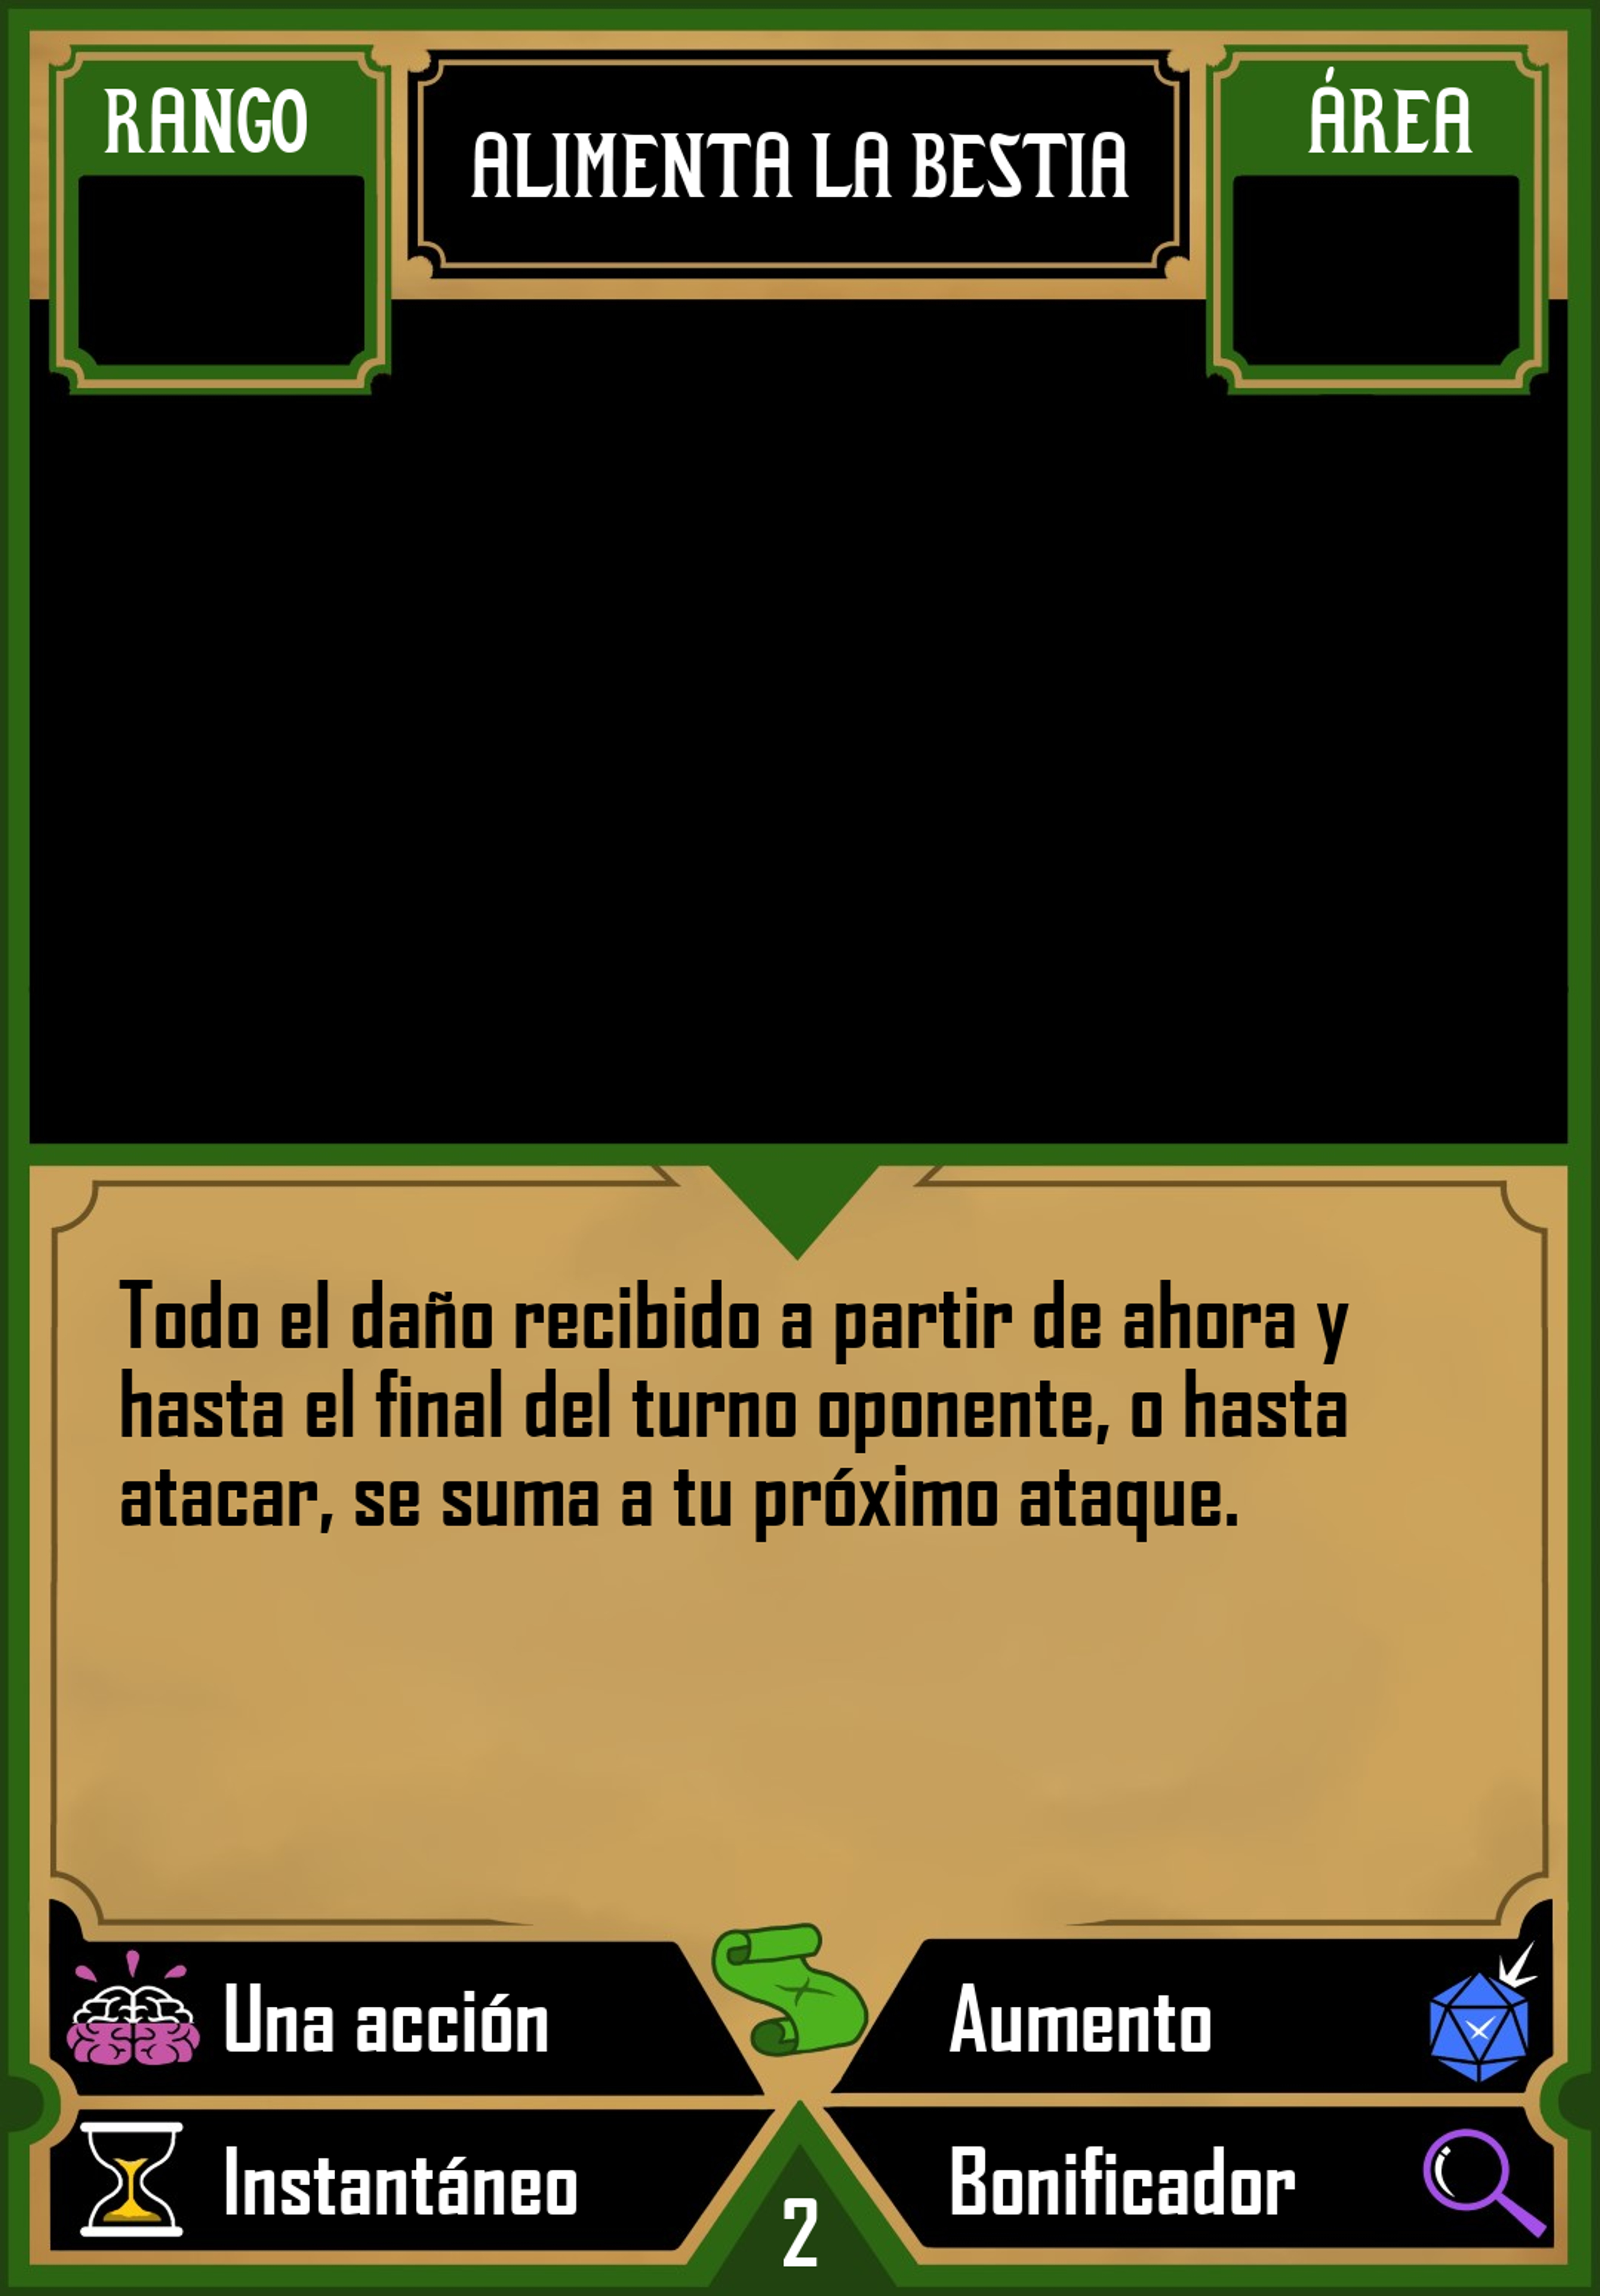 RANGO
ALIMENTA LA BESTIA
ÁREA
Todo el daño recibido a partir de ahora y
hasta el final del turno oponente, o hasta
atacar, se suma a tu próximo ataque.
Una acción
Aumento
Instantáneo
Bonificador
2